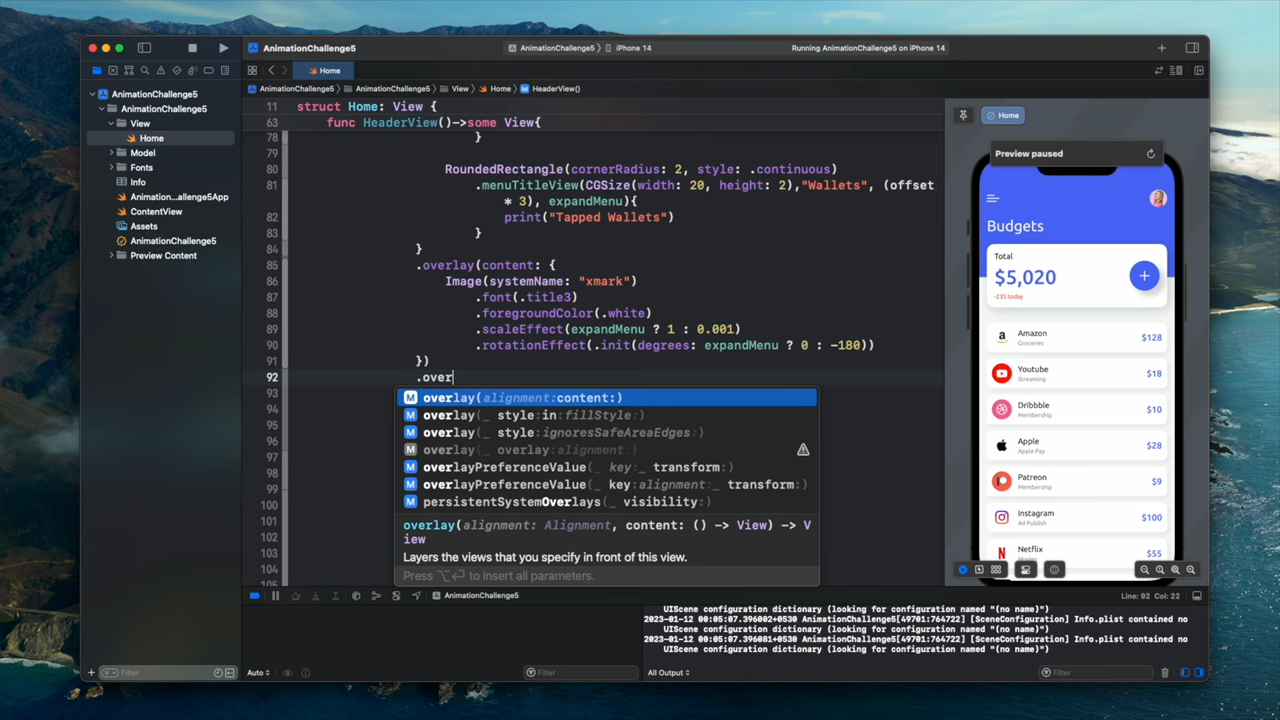 AnimationChallenge5
AnimationChallenge5 〉 iPhone 14
Running AnimationChallenge5 on iPhone 14
Home
AnimationChallenge5
AnimationChallenge5
View
Home
Model
Fonts
Info
Animation...allenge5App
ContentView
Assets
AnimationChallenge5
Preview Content
AnimationChallenge5 〉 AnimationChallenge5 〉 View 〉 Home 〉 M HeaderView()
11 struct Home: View {
63 func HeaderView()->some View{
78 }
79
80 RoundedRectangle(cornerRadius: 2, style: .continuous)
81 .menuTitleView(CGSize(width: 20, height: 2),"Wallets", (offset
* 3), expandMenu){
82 print("Tapped Wallets")
83 }
84 }
85 .overlay(content: {
86 Image(systemName: "xmark")
87 .font(.title3)
88 .foregroundColor(.white)
89 .scaleEffect(expandMenu ? 1 : 0.001)
90 .rotationEffect(.init(degrees: expandMenu ? 0 : -180))
91 })
92 .over
93
94
95
96
97
98
99
100
101
102
103
104
105
M overlay(alignment:content:)
M overlay(_ style:in:fillStyle:)
M overlay(_ style:ignoresSafeAreaEdges:)
M overlay(_ overlay:alignment:)
M overlayPreferenceValue(_ key:_ transform:)
M overlayPreferenceValue(_ key:alignment:_ transform:)
M persistentSystemOverlays(_ visibility:)
overlay(alignment: Alignment, content: () -> View) -> V
iew
Layers the views that you specify in front of this view.
Press ⌥⏎ to insert all parameters.
Home
Preview paused
Budgets
Total
$5,020
-235 today
Amazon
Groceries
$128
Youtube
Streaming
$18
Dribbble
Membership
$10
Apple
Apple Pay
$28
Patreon
Membership
$9
Instagram
Ad Publish
$100
Netflix
Movies
$55
AnimationChallenge5
Line: 92 Col: 22
UIScene configuration dictionary (looking for configuration named "(no name)")
2023-01-12 00:05:07.396002+0530 AnimationChallenge5[49701:764722] [SceneConfiguration] Info.plist contained no
UIScene configuration dictionary (looking for configuration named "(no name)")
2023-01-12 00:05:07.396081+0530 AnimationChallenge5[49701:764722] [SceneConfiguration] Info.plist contained no
UIScene configuration dictionary (looking for configuration named "(no name)")
Filter
Auto
Filter
All Output
Filter